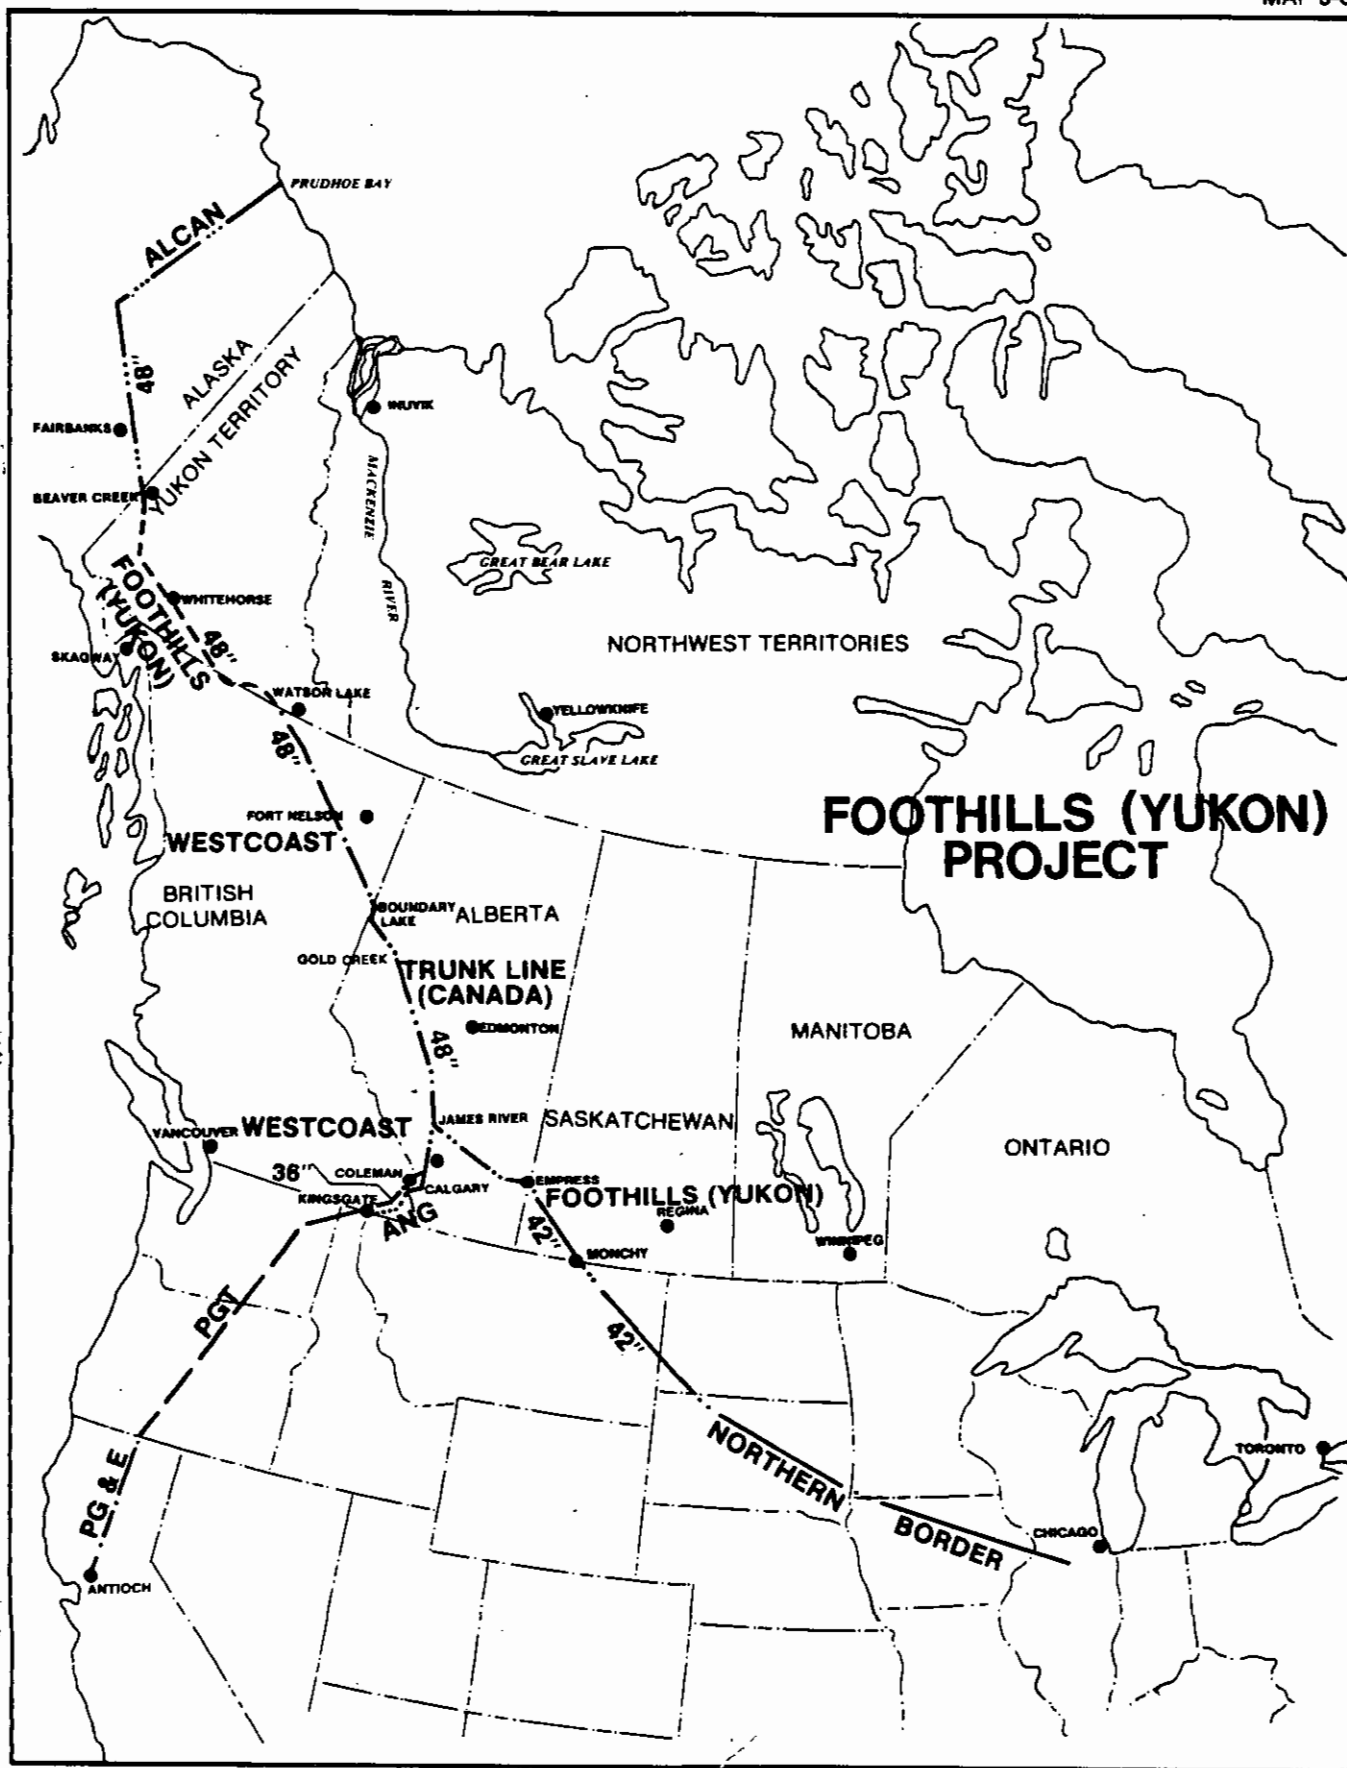 PRUDHOE BAY
ALCAN
48"
ALASKA
YUKON TERRITORY
FAIRBANKS
INUVIK
BEAVER CREEK
MACKENZIE
RIVER
GREAT BEAR LAKE
FOOTHILLS
(YUKON)
WHITEHORSE
48"
NORTHWEST TERRITORIES
SKAGWAY
WATSON LAKE
YELLOWKNIFE
48"
GREAT SLAVE LAKE
FOOTHILLS (YUKON)
PROJECT
FORT NELSON
WESTCOAST
BRITISH
COLUMBIA
BOUNDARY
LAKE
ALBERTA
GOLD CREEK
TRUNK LINE
(CANADA)
EDMONTON
MANITOBA
48"
JAMES RIVER
SASKATCHEWAN
VANCOUVER
WESTCOAST
ONTARIO
36"
COLEMAN
CALGARY
EMPRESS
KINGSGATE
FOOTHILLS (YUKON)
REGINA
ANG
42"
WINNIPEG
MONCHY
PGT
42"
NORTHERN
BORDER
TORONTO
PG & E
CHICAGO
ANTIOCH